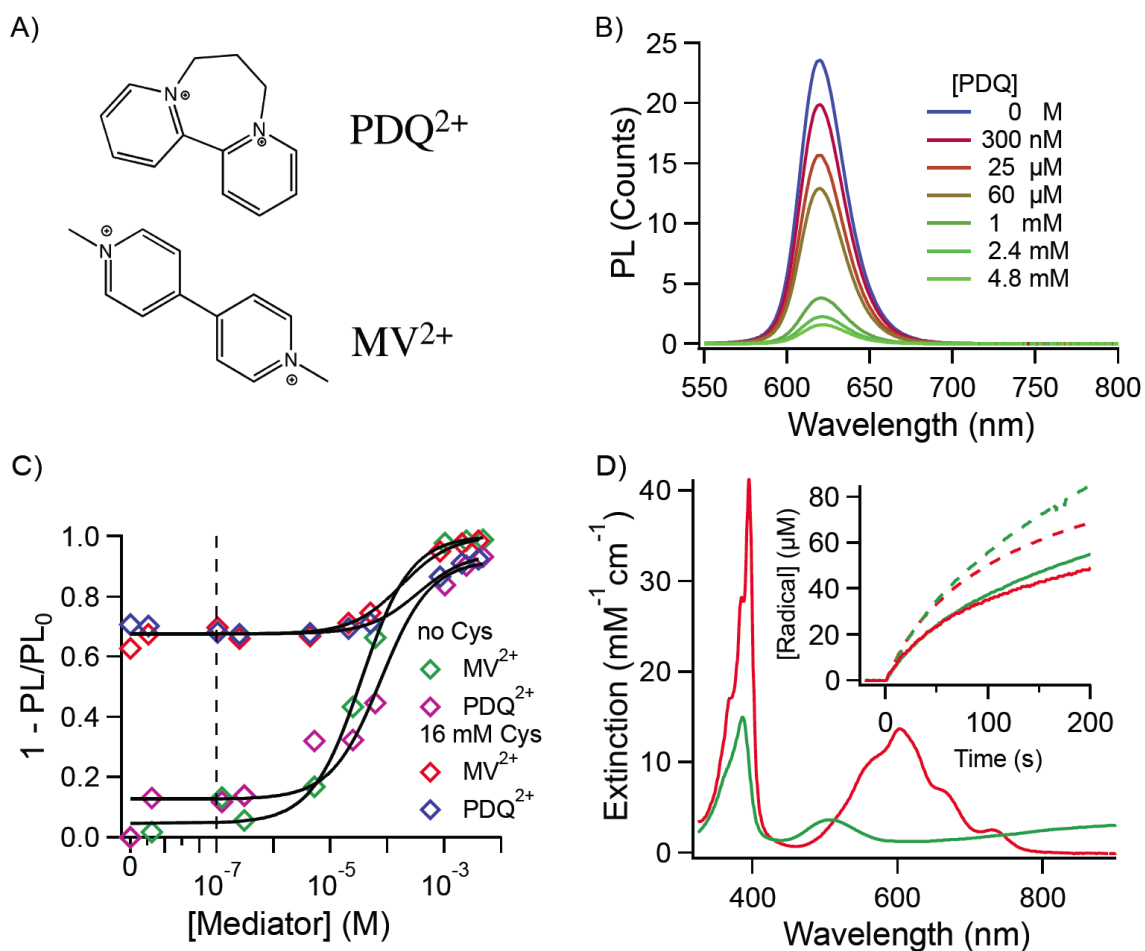 A)
N
⊕
N
⊕
PDQ²⁺
N
⊕
N
⊕
MV²⁺
B)
25
20
15
10
5
0
PL (Counts)
[PDQ]
0 M
300 nM
25 µM
60 µM
1 mM
2.4 mM
4.8 mM
550 600 650 700 750 800
Wavelength (nm)
C)
1.0
0.8
0.6
0.4
0.2
0.0
1 - PL/PL₀
no Cys
MV²⁺
PDQ²⁺
16 mM Cys
MV²⁺
PDQ²⁺
0 10⁻⁷ 10⁻⁵ 10⁻³
[Mediator] (M)
D)
40
30
20
10
0
Extinction (mM⁻¹ cm⁻¹)
80
60
40
20
0
[Radical] (µM)
0 100 200
Time (s)
400 600 800
Wavelength (nm)